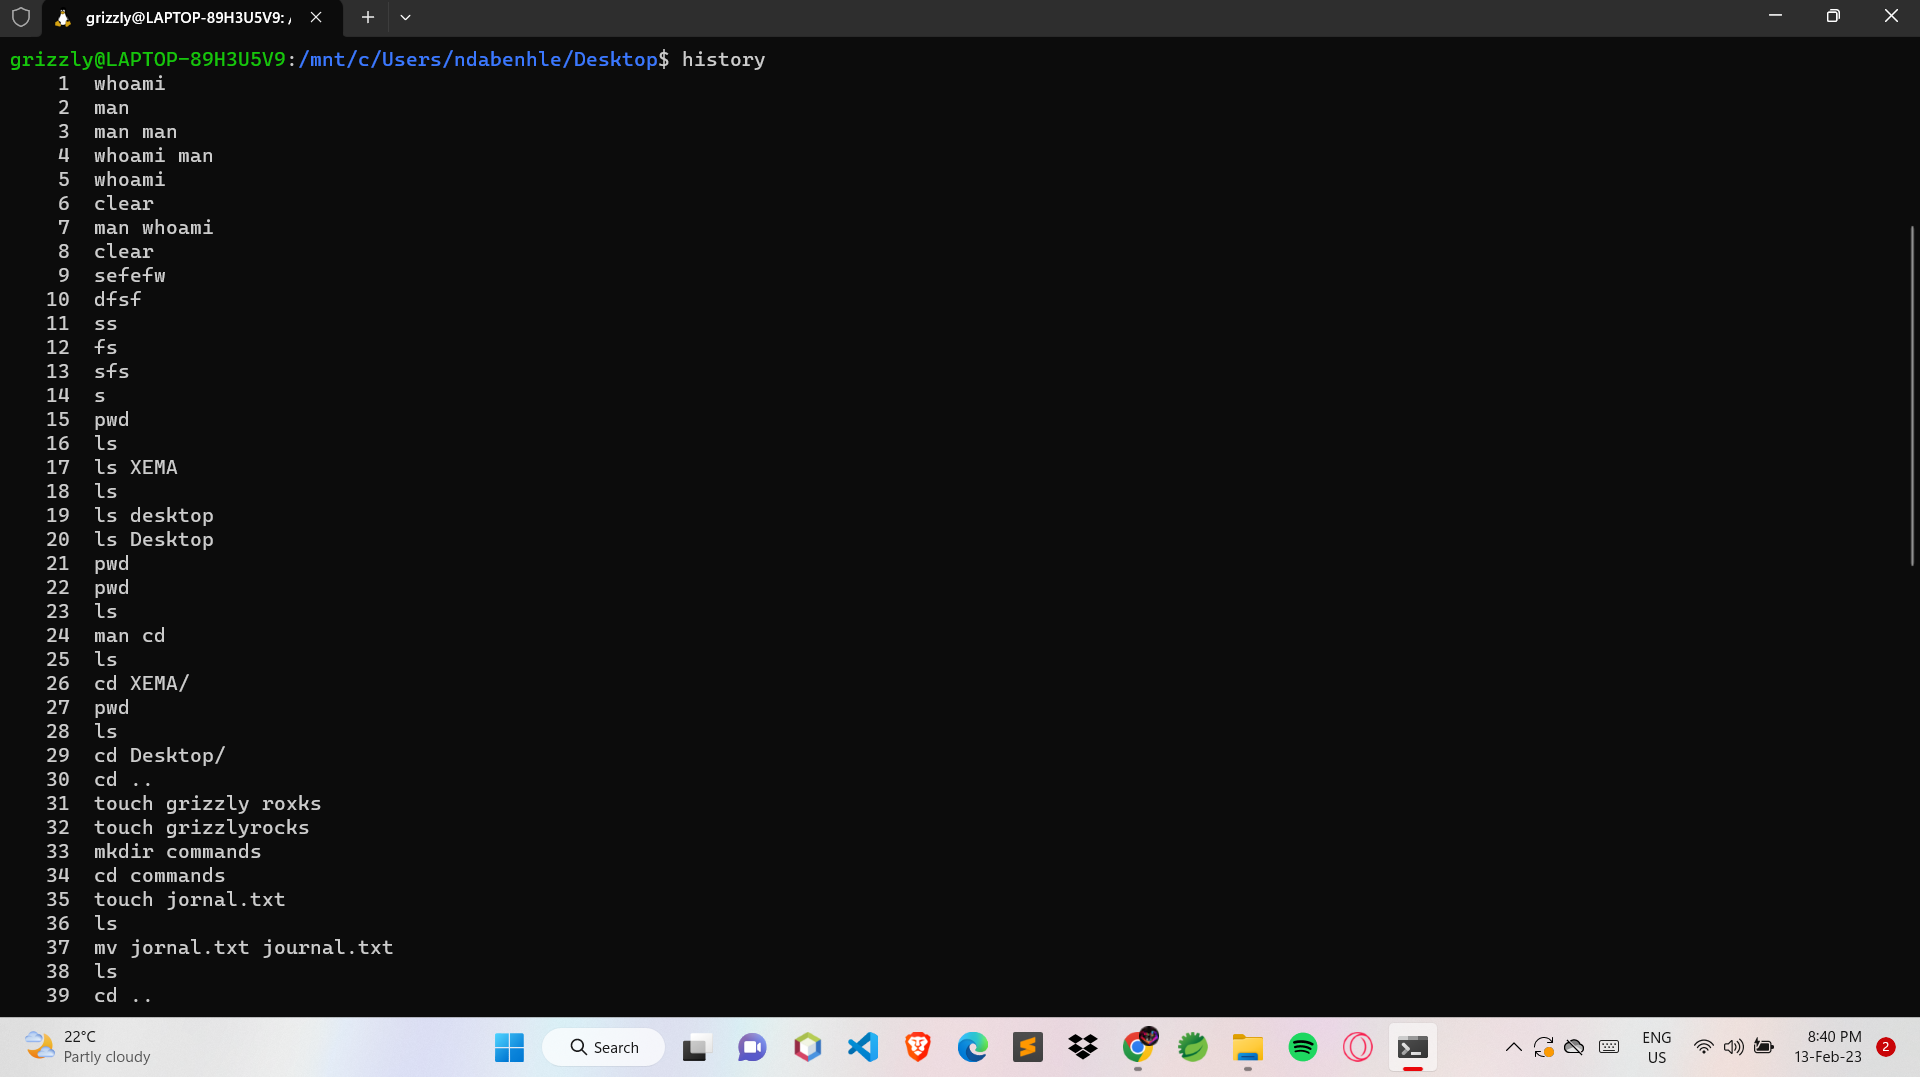 grizzly@LAPTOP-89H3U5V9: /
grizzly@LAPTOP-89H3U5V9:/mnt/c/Users/ndabenhle/Desktop$ history
1 whoami
2 man
3 man man
4 whoami man
5 whoami
6 clear
7 man whoami
8 clear
9 sefefw
10 dfsf
11 ss
12 fs
13 sfs
14 s
15 pwd
16 ls
17 ls XEMA
18 ls
19 ls desktop
20 ls Desktop
21 pwd
22 pwd
23 ls
24 man cd
25 ls
26 cd XEMA/
27 pwd
28 ls
29 cd Desktop/
30 cd ..
31 touch grizzly roxks
32 touch grizzlyrocks
33 mkdir commands
34 cd commands
35 touch jornal.txt
36 ls
37 mv jornal.txt journal.txt
38 ls
39 cd ..
22°C
Partly cloudy
Search
ENG
US
8:40 PM
13-Feb-23
2